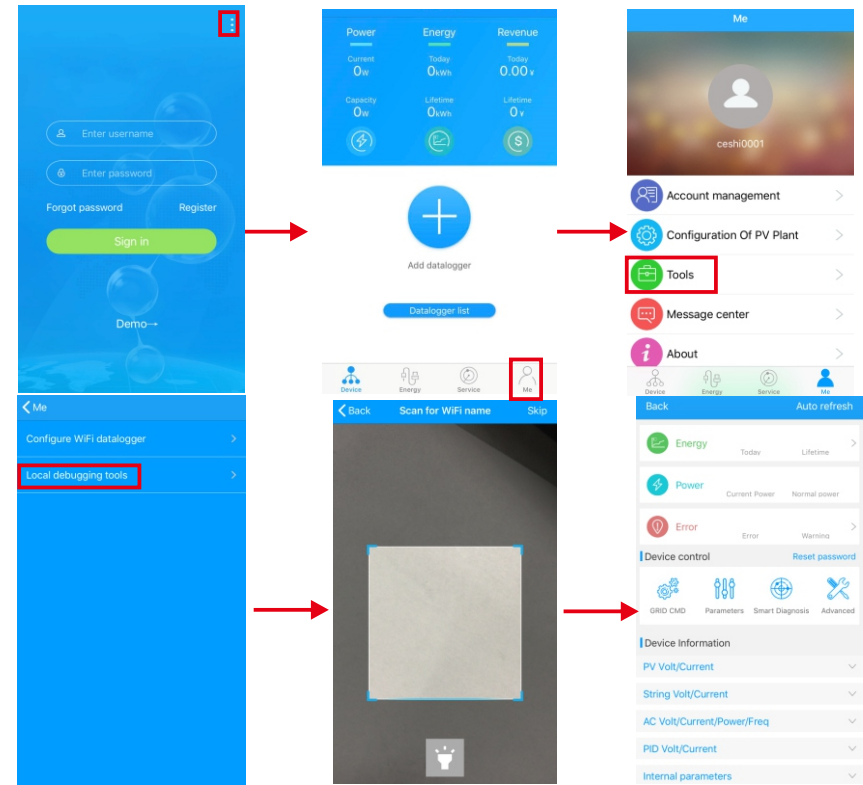 Enter username
Enter password
Forgot password Register
Sign in
Demo→
Power Energy Revenue
Current Today Today
0W 0kWh 0.00 ¥
Capacity Lifetime Lifetime
0W 0kWh 0 ¥
Add datalogger
Datalogger list
Device Energy Service Me
Me
ceshi0001
Account management
Configuration Of PV Plant
Tools
Message center
About
Device Energy Service Me
Me
Configure WiFi datalogger
Local debugging tools
Back Scan for WiFi name Skip
Back Auto refresh
Energy
Today Lifetime
Power
Current Power Normal power
Error
Error Warning
Device control Reset password
GRID CMD Parameters Smart Diagnosis Advanced
Device Information
PV Volt/Current
String Volt/Current
AC Volt/Current/Power/Freq
PID Volt/Current
Internal parameters